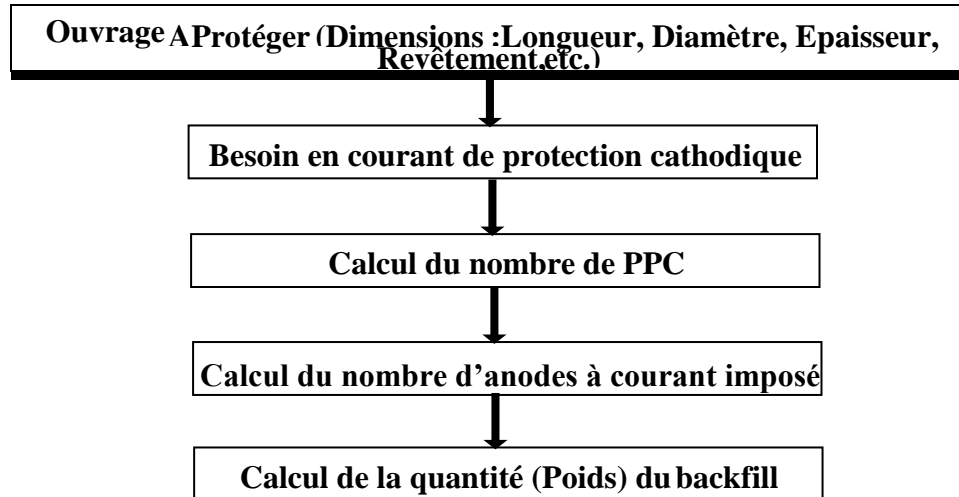 Ouvrage A Protéger (Dimensions :Longueur, Diamètre, Epaisseur,
Revêtement,etc.)
Besoin en courant de protection cathodique
Calcul du nombre de PPC
Calcul du nombre d’anodes à courant imposé
Calcul de la quantité (Poids) du backfill